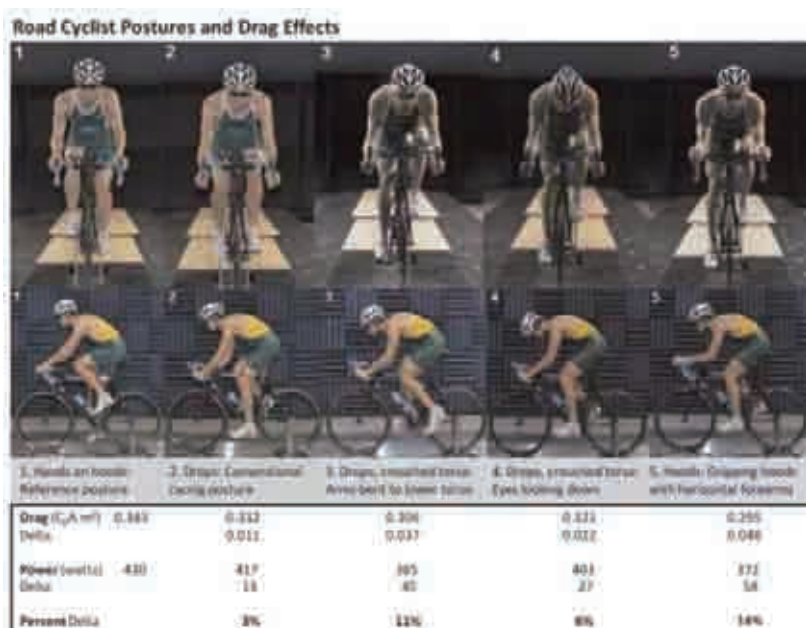 Road Cyclist Postures and Drag Effects
1 2 3 4 5
1 2 3 4 5
1. Hoods on hoods 2. Drops: Conventional 3. Drops, crouched torso 4. Drops, crouched torso 5. Hoods: Gripping hoods
Reference posture racing posture Arms bent to lower torso Eyes looking down with horizontal forearms
Drag 0.343 0.332 0.306 0.321 0.295
Delta 0.011 0.037 0.022 0.048
Power (watts) 430 417 385 403 372
Delta 13 45 27 58
Percent Delta 3% 11% 6% 14%